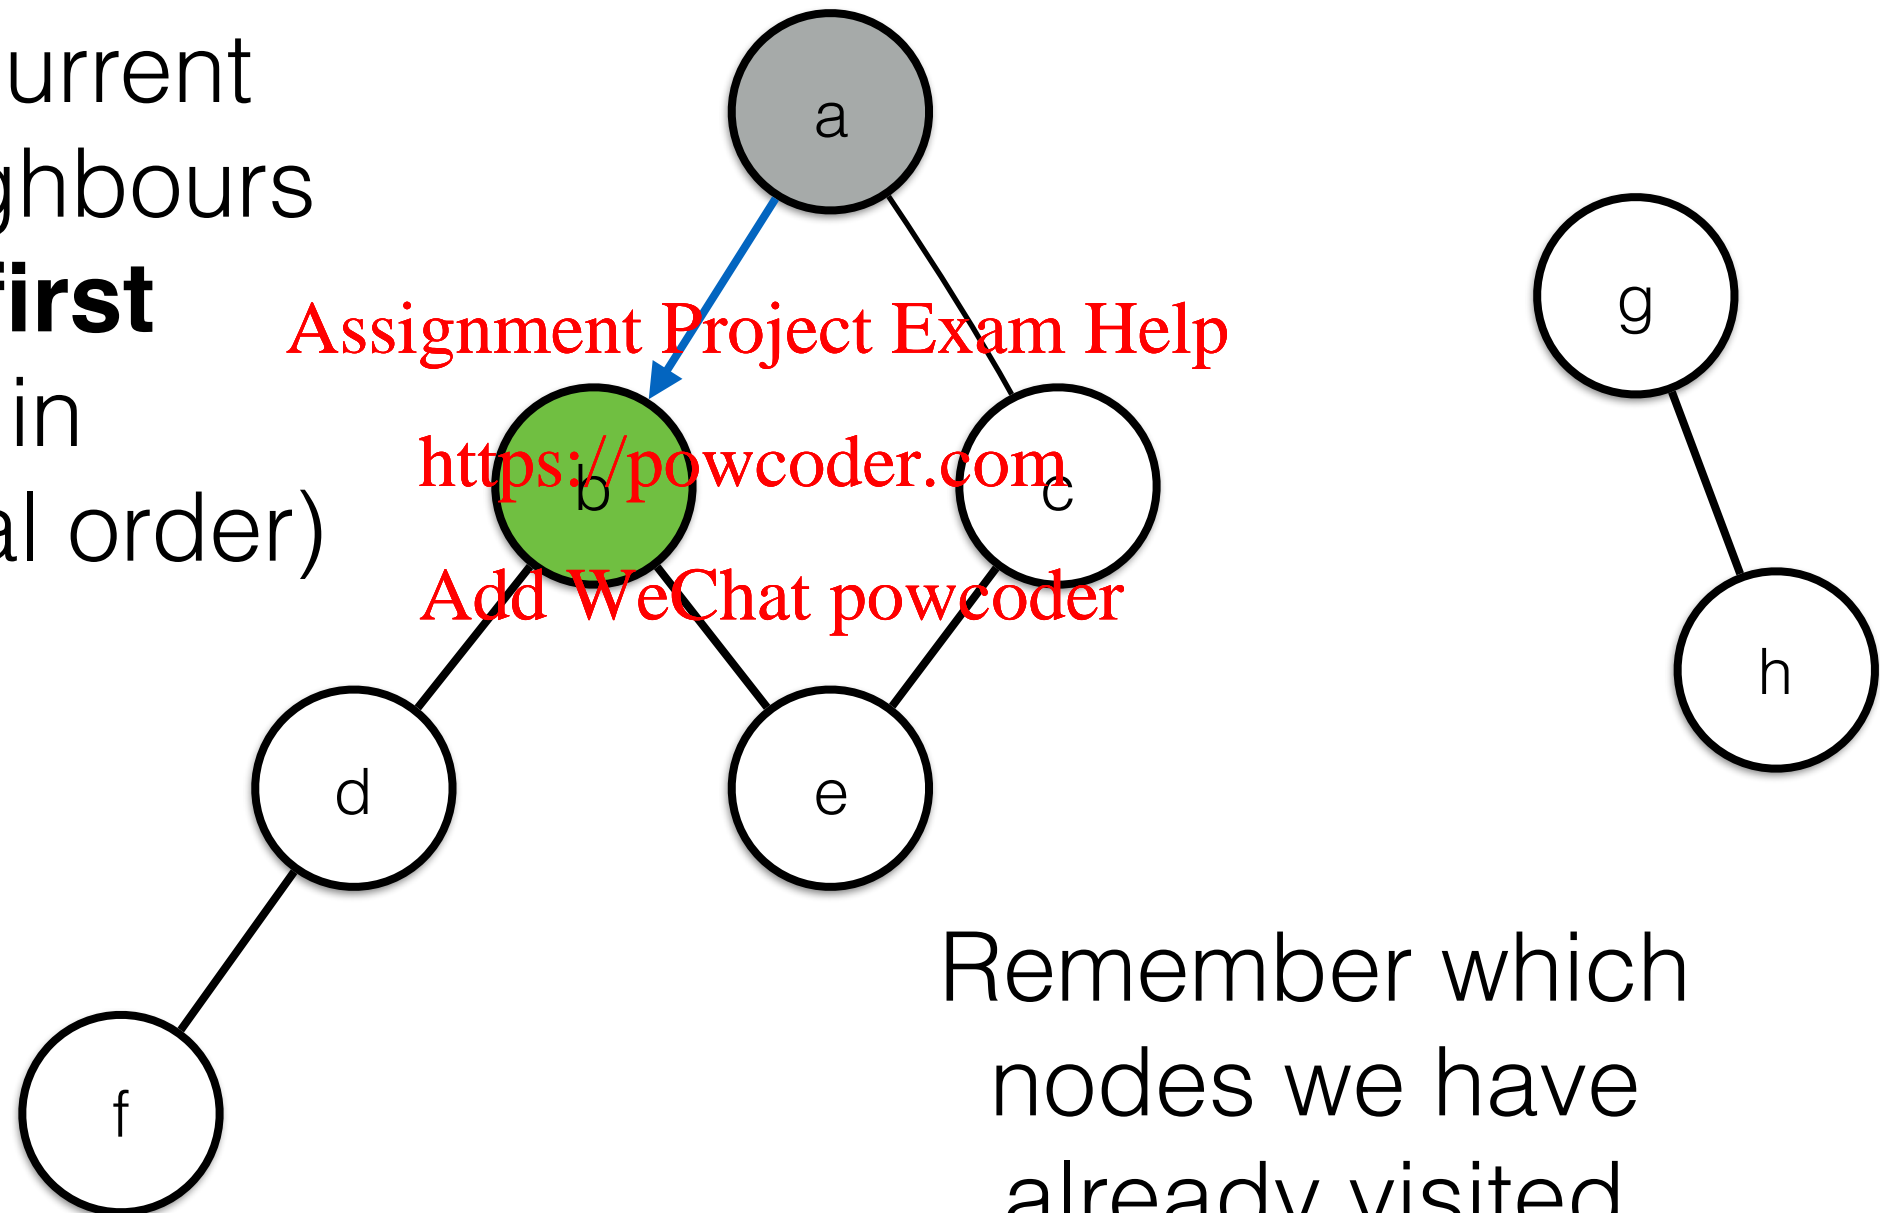 urrent
ghbours
first
in
al order)
a
g
Assignment Project Exam Help
b
c
https://powcoder.com
Add WeChat powcoder
h
d
e
f
Remember which
nodes we have
already visited